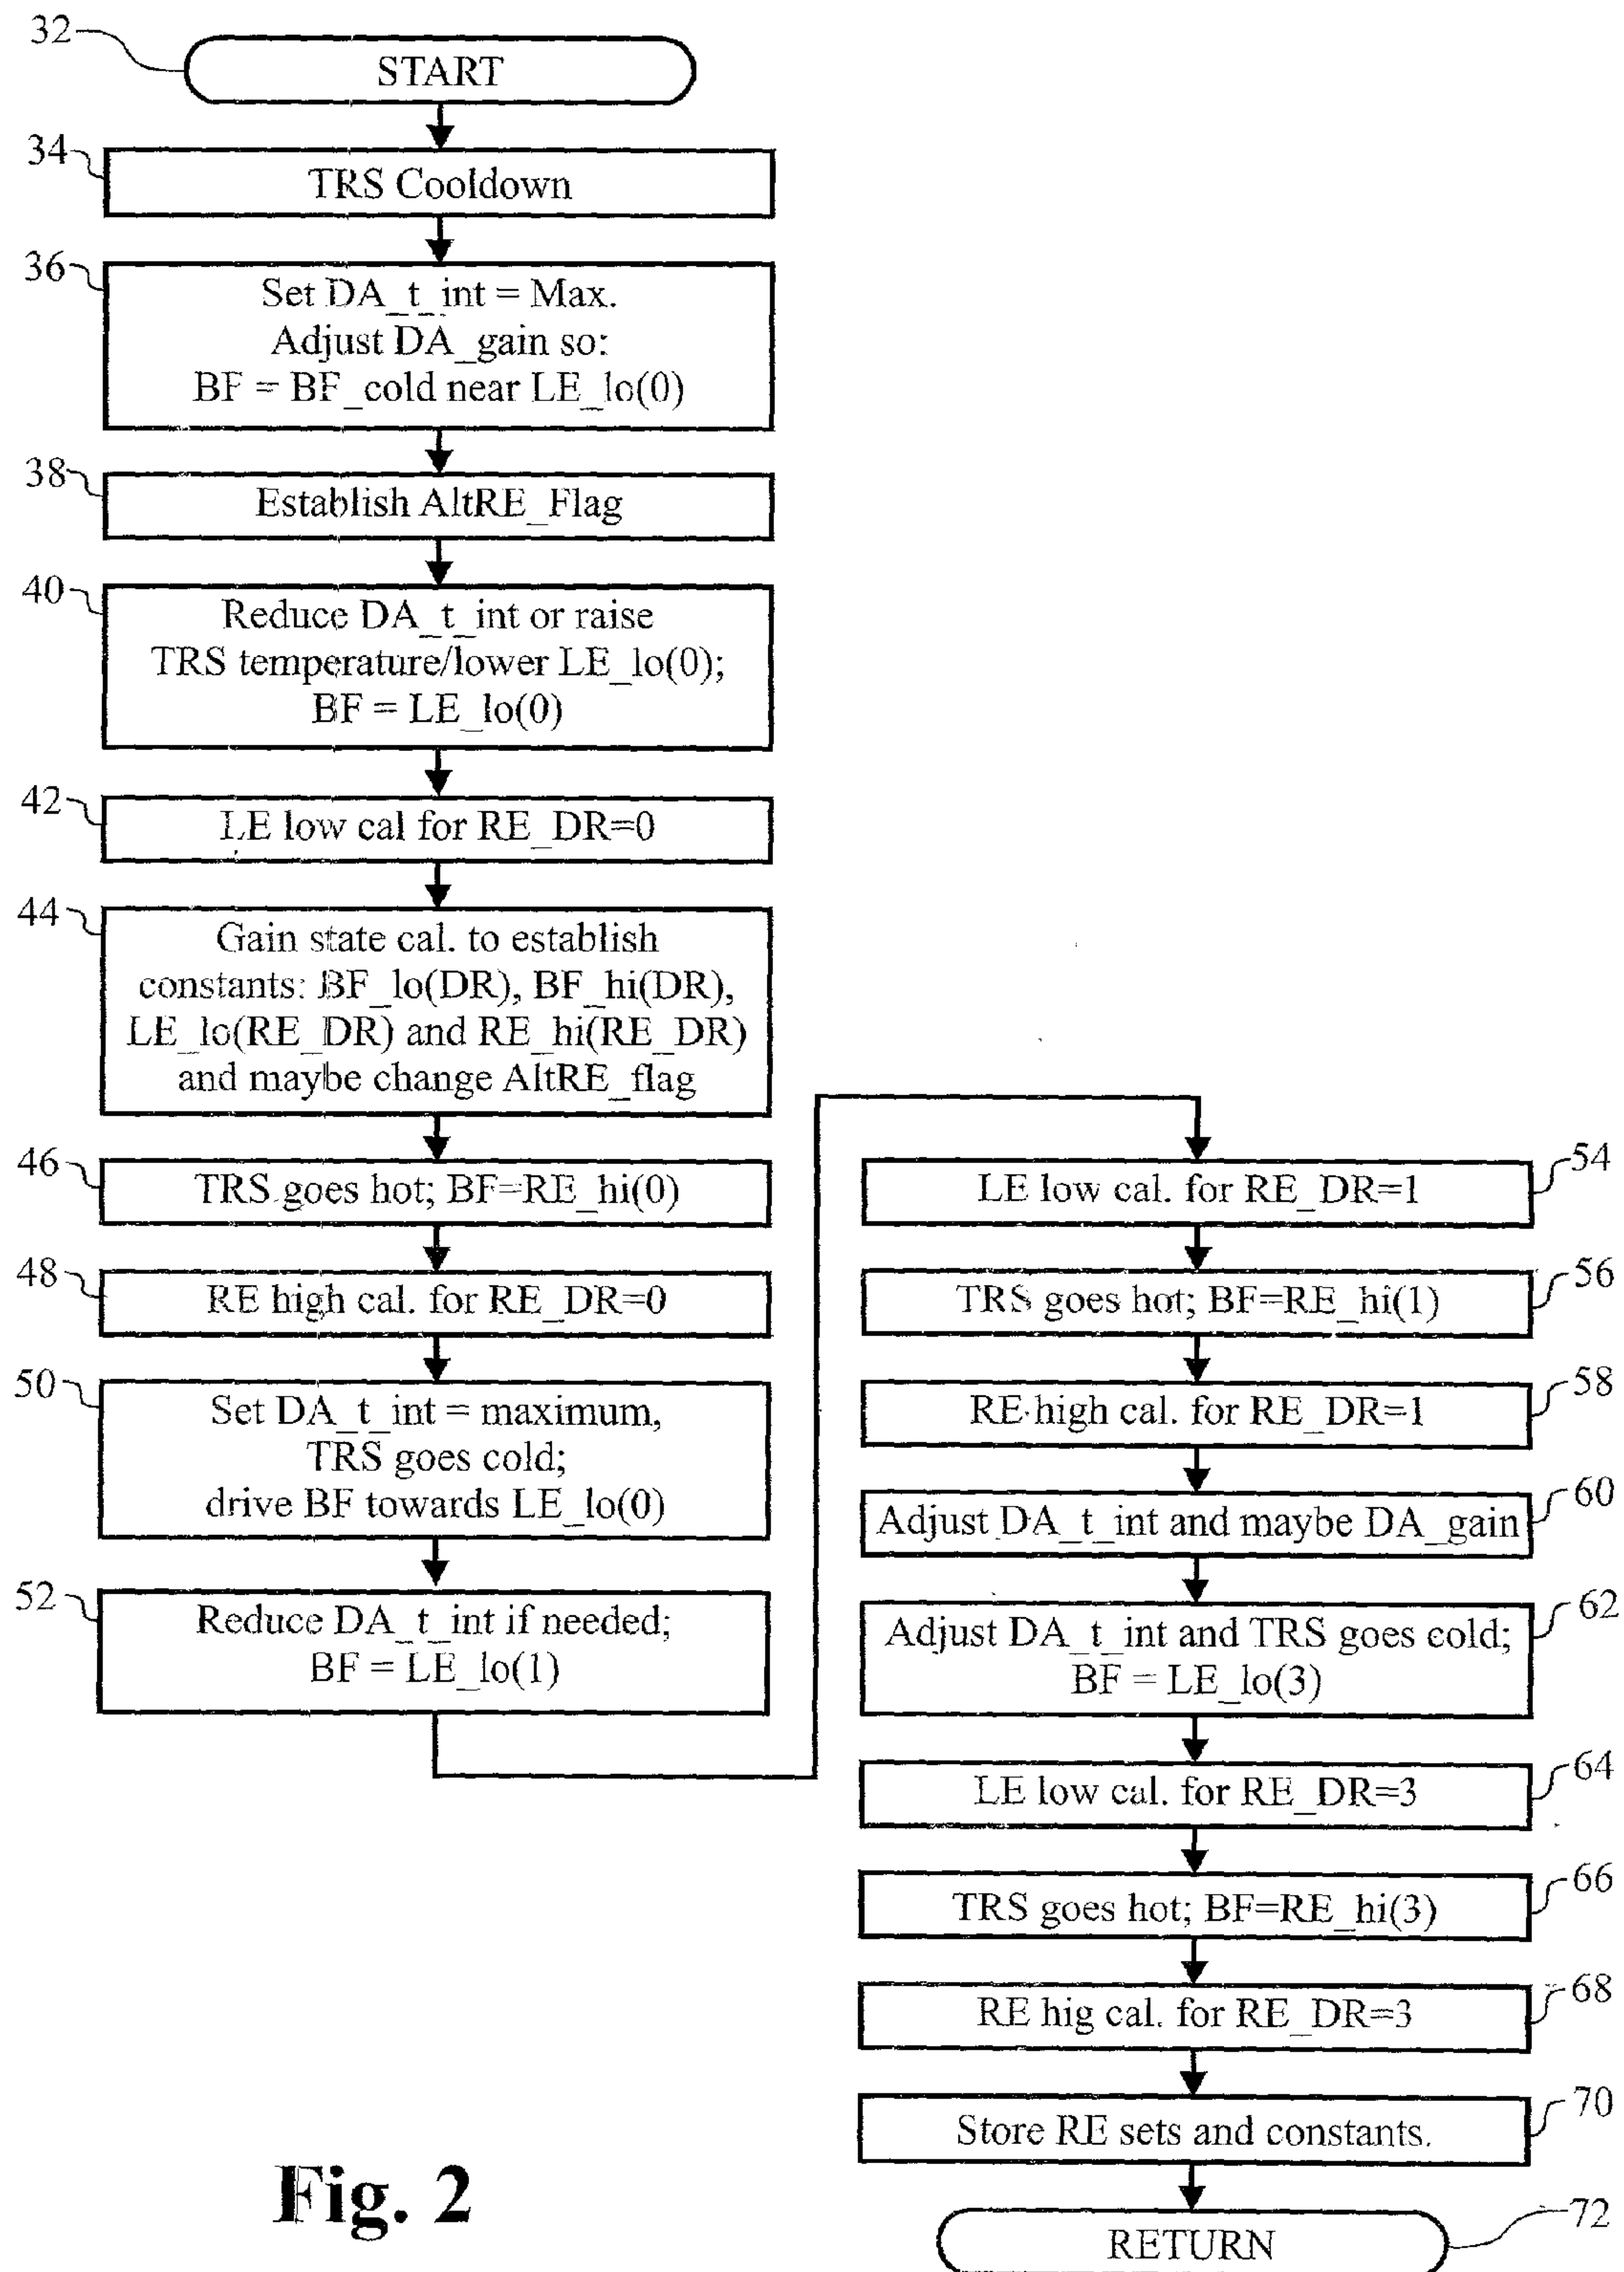 32
START
34
TRS Cooldown
36
Set DA_t_int = Max.
Adjust DA_gain so:
BF = BF_cold near LE_lo(0)
38
Establish AltRE_Flag
40
Reduce DA_t_int or raise
TRS temperature/lower LE_lo(0);
BF = LE_lo(0)
42
LE low cal for RE_DR=0
44
Gain state cal. to establish
constants: BF_lo(DR), BF_hi(DR),
LE_lo(RE_DR) and RE_hi(RE_DR)
and maybe change AltRE_flag
46
TRS goes hot; BF=RE_hi(0)
48
RE high cal. for RE_DR=0
50
Set DA_t_int = maximum,
TRS goes cold;
drive BF towards LE_lo(0)
52
Reduce DA_t_int if needed;
BF = LE_lo(1)
54
LE low cal. for RE_DR=1
56
TRS goes hot; BF=RE_hi(1)
58
RE high cal. for RE_DR=1
60
Adjust DA_t_int and maybe DA_gain
62
Adjust DA_t_int and TRS goes cold;
BF = LE_lo(3)
64
LE low cal. for RE_DR=3
66
TRS goes hot; BF=RE_hi(3)
68
RE hig cal. for RE_DR=3
70
Store RE sets and constants.
72
RETURN
Fig. 2